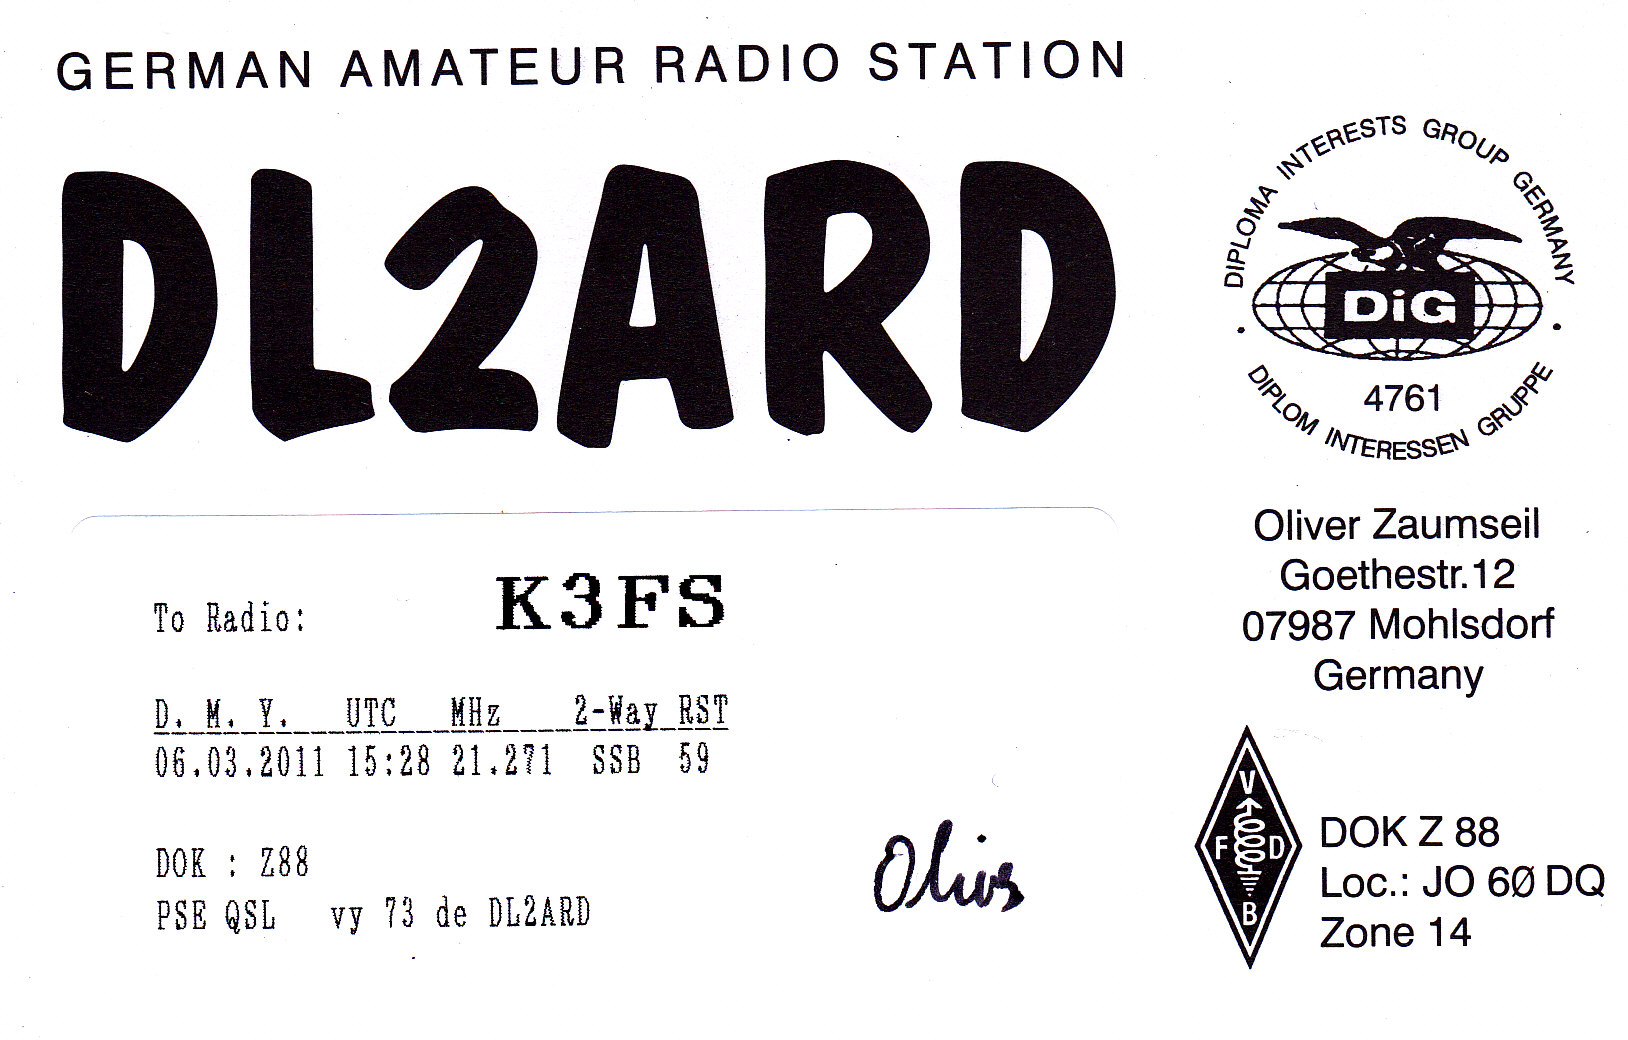 GERMAN AMATEUR RADIO STATION
DL2ARD
DIPLOMA INTERESTS GROUP GERMANY
DiG
4761
DIPLOM INTERESSEN GRUPPE
Oliver Zaumseil
Goethestr.12
07987 Mohlsdorf
Germany
To Radio: K3FS
D. M. Y. UTC MHz 2-Way RST
06.03.2011 15:28 21.271 SSB 59
DOK : Z88
PSE QSL vy 73 de DL2ARD
V
F D
B
DOK Z 88
Loc.: JO 6Ø DQ
Zone 14